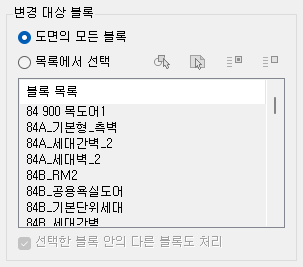 변경 대상 블록
도면의 모든 블록
목록에서 선택
블록 목록
84 900 목도어1
84A_기본형_측벽
84A_세대간벽_2
84A_세대벽_2
84B_RM2
84B_공용욕실도어
84B_기본단위세대
84B_세대간벽
선택한 블록 안의 다른 블록도 처리